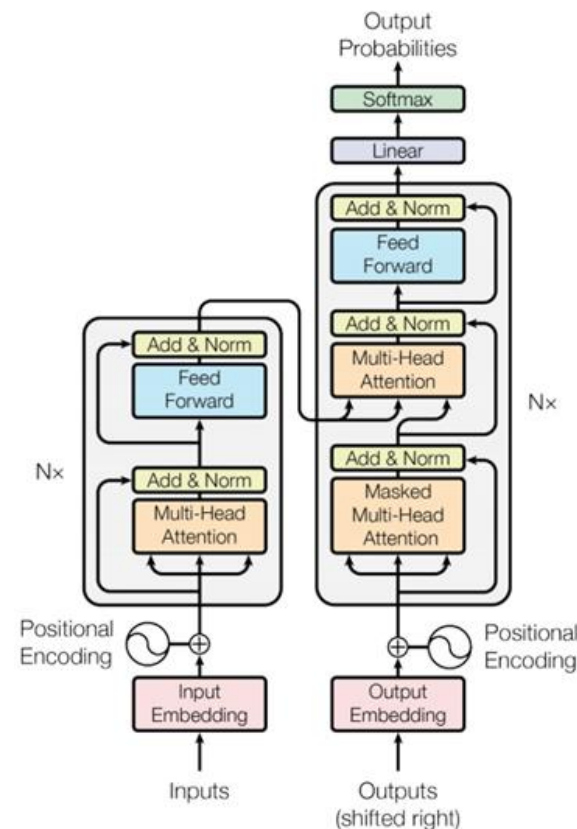 Output
Probabilities
Softmax
Linear
Add & Norm
Feed
Forward
Add & Norm
Multi-Head
Attention
Add & Norm
Masked
Multi-Head
Attention
N×
Add & Norm
Feed
Forward
Add & Norm
Multi-Head
Attention
N×
Positional
Encoding
Input
Embedding
Inputs
Positional
Encoding
Output
Embedding
Outputs
(shifted right)